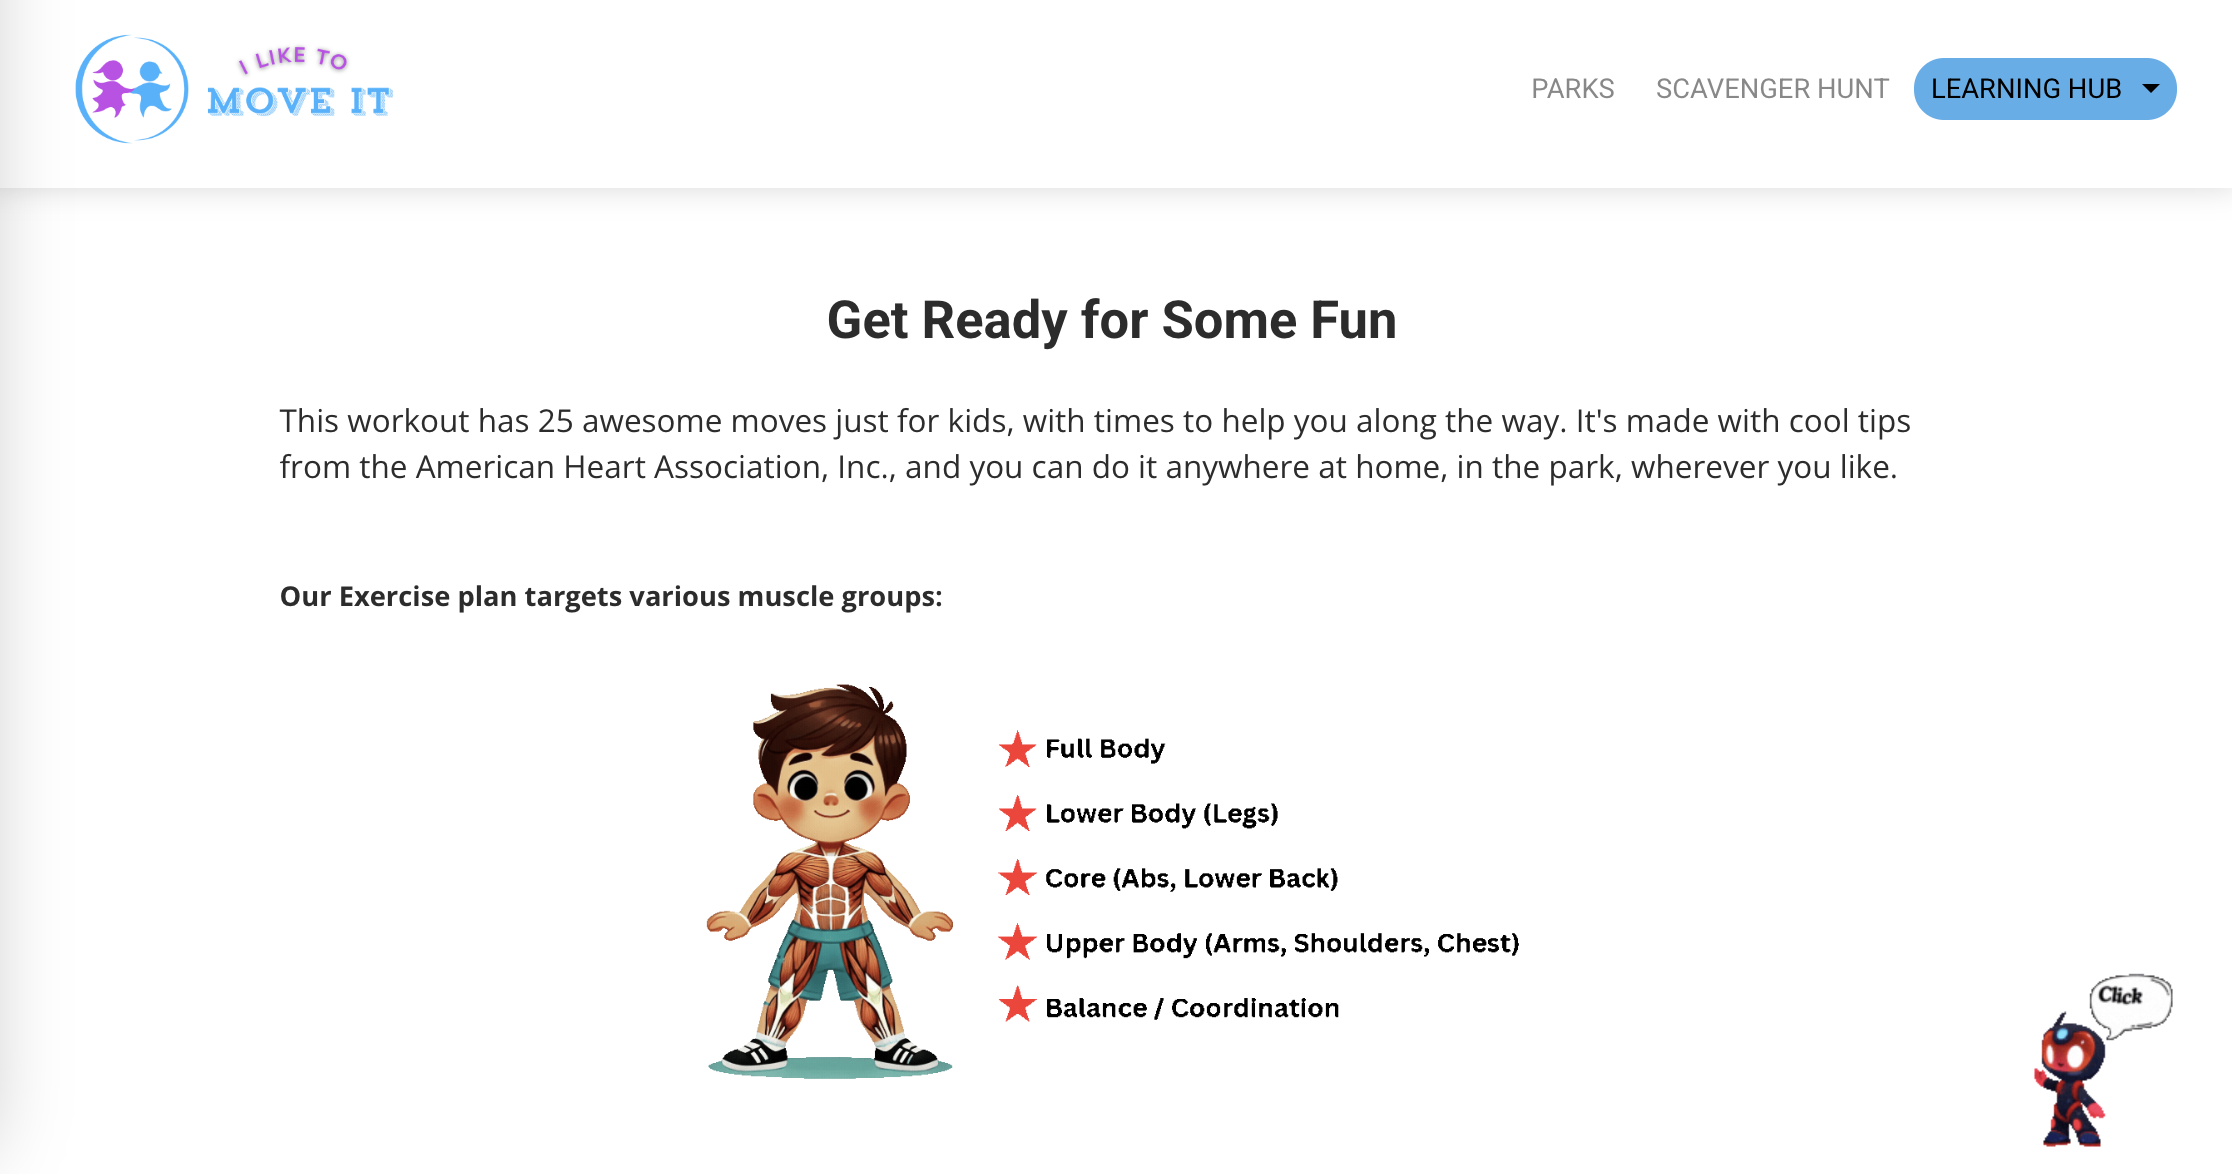 I LIKE TO
MOVE IT
PARKS
SCAVENGER HUNT
LEARNING HUB
Get Ready for Some Fun
This workout has 25 awesome moves just for kids, with times to help you along the way. It's made with cool tips
from the American Heart Association, Inc., and you can do it anywhere at home, in the park, wherever you like.
Our Exercise plan targets various muscle groups:
Full Body
Lower Body (Legs)
Core (Abs, Lower Back)
Upper Body (Arms, Shoulders, Chest)
Balance / Coordination
Click